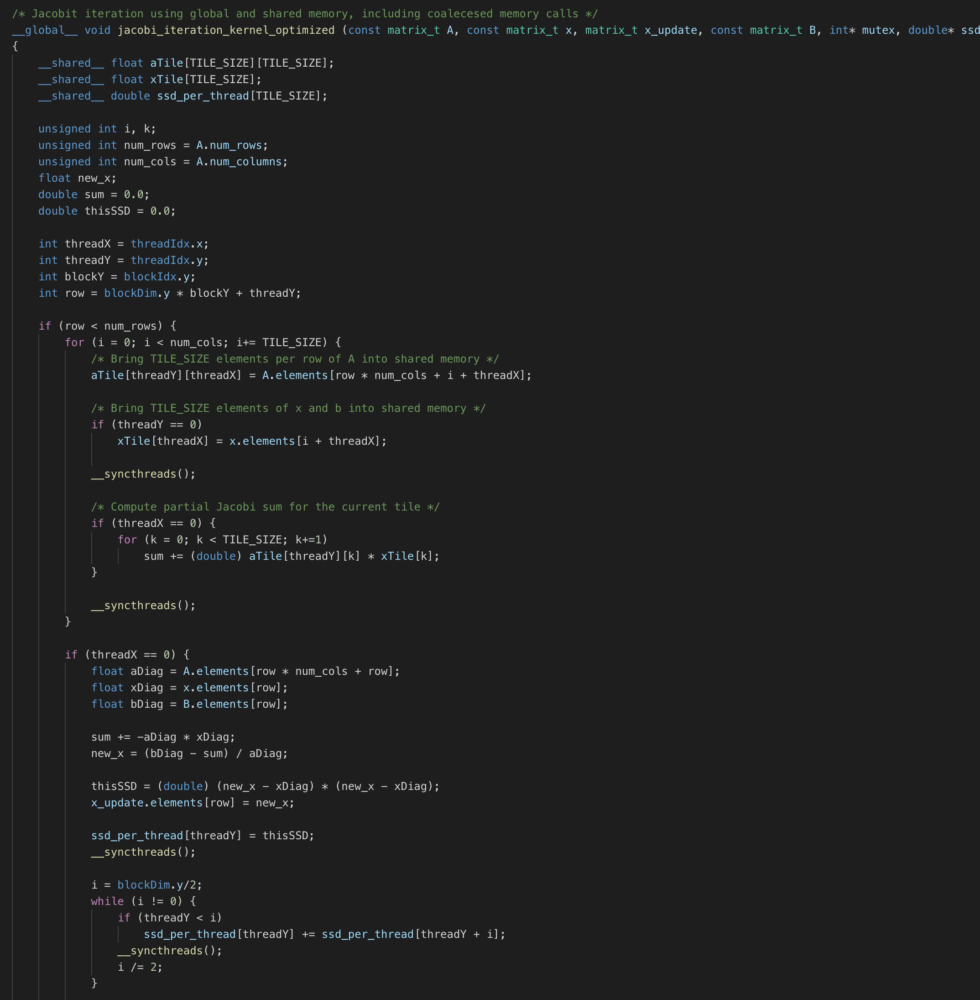 /* Jacobit iteration using global and shared memory, including coalecesed memory calls */
__global__ void jacobi_iteration_kernel_optimized (const matrix_t A, const matrix_t x, matrix_t x_update, const matrix_t B, int* mutex, double* ssd
{
    __shared__ float aTile[TILE_SIZE][TILE_SIZE];
    __shared__ float xTile[TILE_SIZE];
    __shared__ double ssd_per_thread[TILE_SIZE];

    unsigned int i, k;
    unsigned int num_rows = A.num_rows;
    unsigned int num_cols = A.num_columns;
    float new_x;
    double sum = 0.0;
    double thisSSD = 0.0;

    int threadX = threadIdx.x;
    int threadY = threadIdx.y;
    int blockY = blockIdx.y;
    int row = blockDim.y * blockY + threadY;

    if (row < num_rows) {
        for (i = 0; i < num_cols; i+= TILE_SIZE) {
            /* Bring TILE_SIZE elements per row of A into shared memory */
            aTile[threadY][threadX] = A.elements[row * num_cols + i + threadX];

            /* Bring TILE_SIZE elements of x and b into shared memory */
            if (threadY == 0)
                xTile[threadX] = x.elements[i + threadX];

            __syncthreads();

            /* Compute partial Jacobi sum for the current tile */
            if (threadX == 0) {
                for (k = 0; k < TILE_SIZE; k+=1)
                    sum += (double) aTile[threadY][k] * xTile[k];
            }

            __syncthreads();
        }

        if (threadX == 0) {
            float aDiag = A.elements[row * num_cols + row];
            float xDiag = x.elements[row];
            float bDiag = B.elements[row];

            sum += -aDiag * xDiag;
            new_x = (bDiag - sum) / aDiag;

            thisSSD = (double) (new_x - xDiag) * (new_x - xDiag);
            x_update.elements[row] = new_x;

            ssd_per_thread[threadY] = thisSSD;
            __syncthreads();

            i = blockDim.y/2;
            while (i != 0) {
                if (threadY < i)
                    ssd_per_thread[threadY] += ssd_per_thread[threadY + i];
                __syncthreads();
                i /= 2;
            }